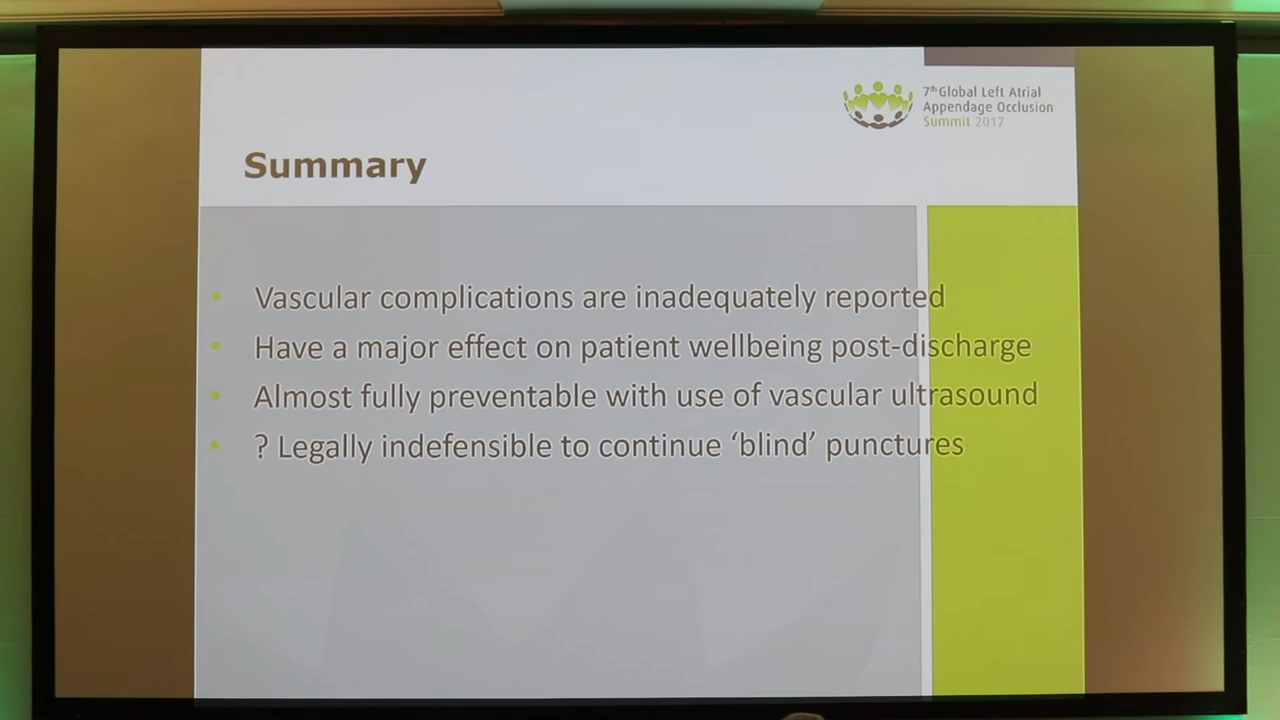 7th Global Left Atrial
Appendage Occlusion
Summit 2017
Summary
• Vascular complications are inadequately reported
• Have a major effect on patient wellbeing post-discharge
• Almost fully preventable with use of vascular ultrasound
• ? Legally indefensible to continue ‘blind’ punctures